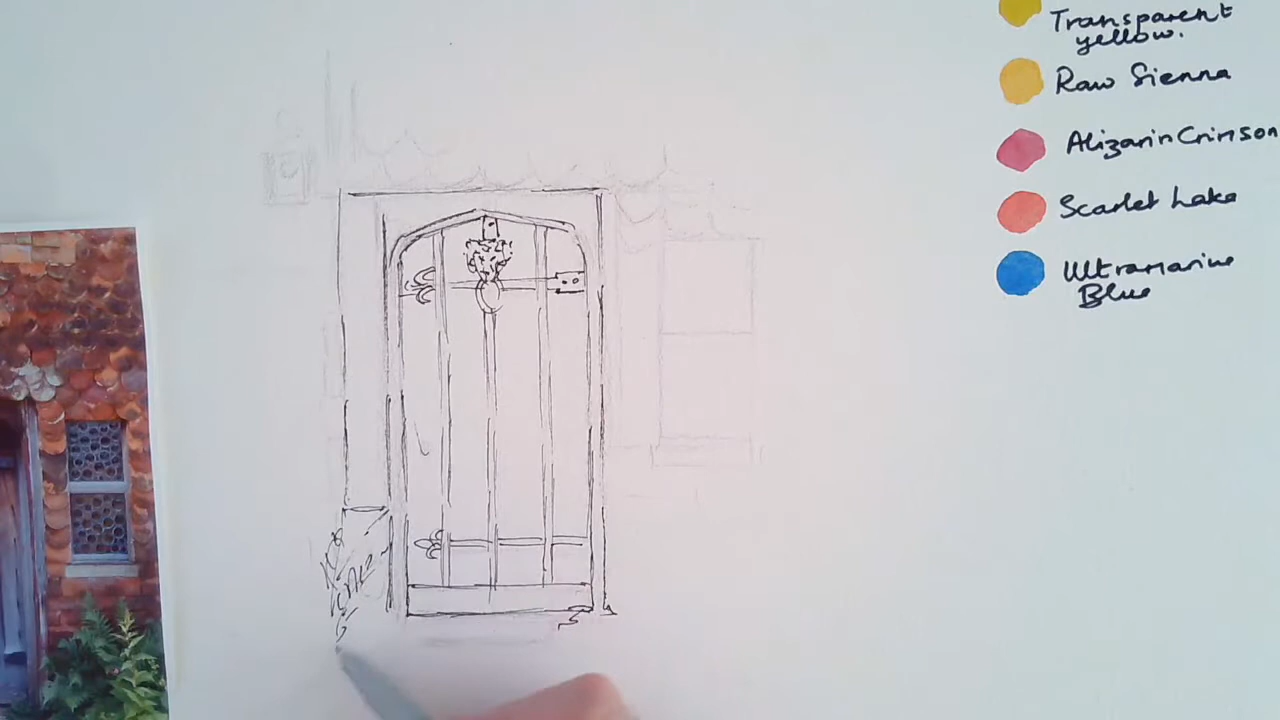 Transparent
yellow.
Raw Sienna
Alizarin Crimson
Scarlet Lake
Ultramarine
Blue